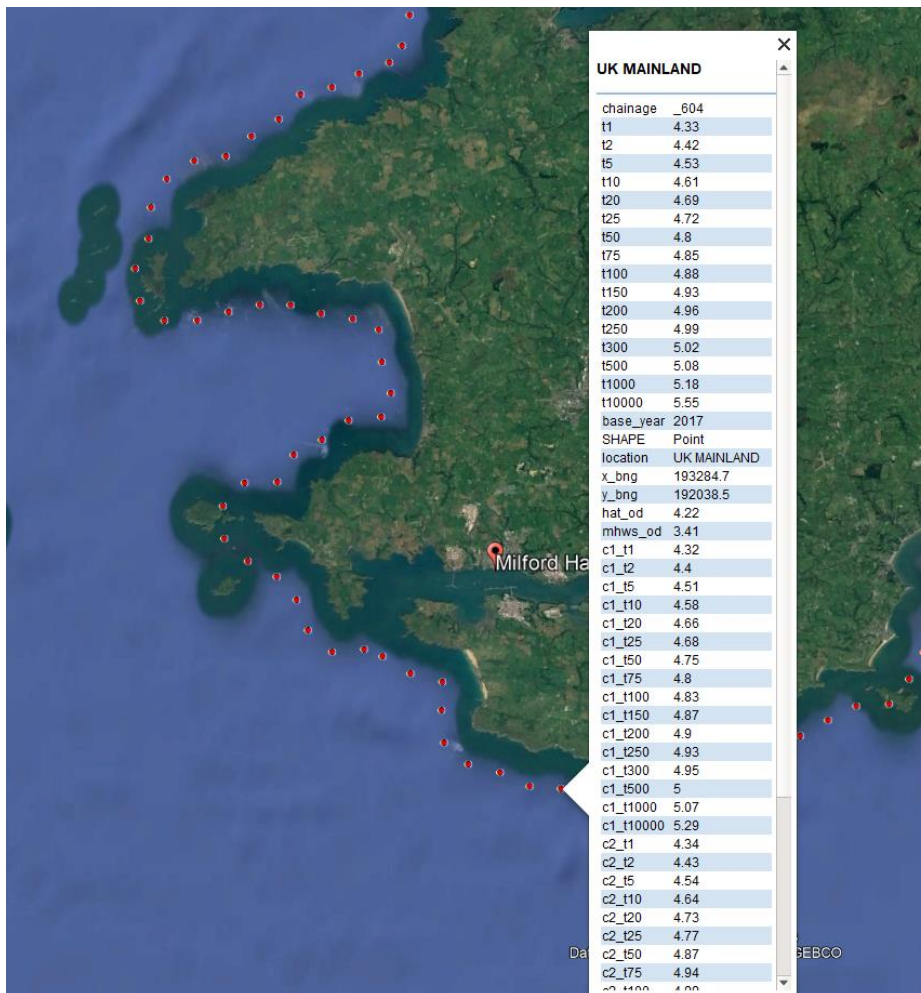 UK MAINLAND
chainage _604
t1 4.33
t2 4.42
t5 4.53
t10 4.61
t20 4.69
t25 4.72
t50 4.8
t75 4.85
t100 4.88
t150 4.93
t200 4.96
t250 4.99
t300 5.02
t500 5.08
t1000 5.18
t10000 5.55
base_year 2017
SHAPE Point
location UK MAINLAND
x_bng 193284.7
y_bng 192038.5
hat_od 4.22
mhws_od 3.41
c1_t1 4.32
c1_t2 4.4
c1_t5 4.51
c1_t10 4.58
c1_t20 4.66
c1_t25 4.68
c1_t50 4.75
c1_t75 4.8
c1_t100 4.83
c1_t150 4.87
c1_t200 4.9
c1_t250 4.93
c1_t300 4.95
c1_t500 5
c1_t1000 5.07
c1_t10000 5.29
c2_t1 4.34
c2_t2 4.43
c2_t5 4.54
c2_t10 4.64
c2_t20 4.73
c2_t25 4.77
c2_t50 4.87
c2_t75 4.94
Milford Ha
Da
GEBCO